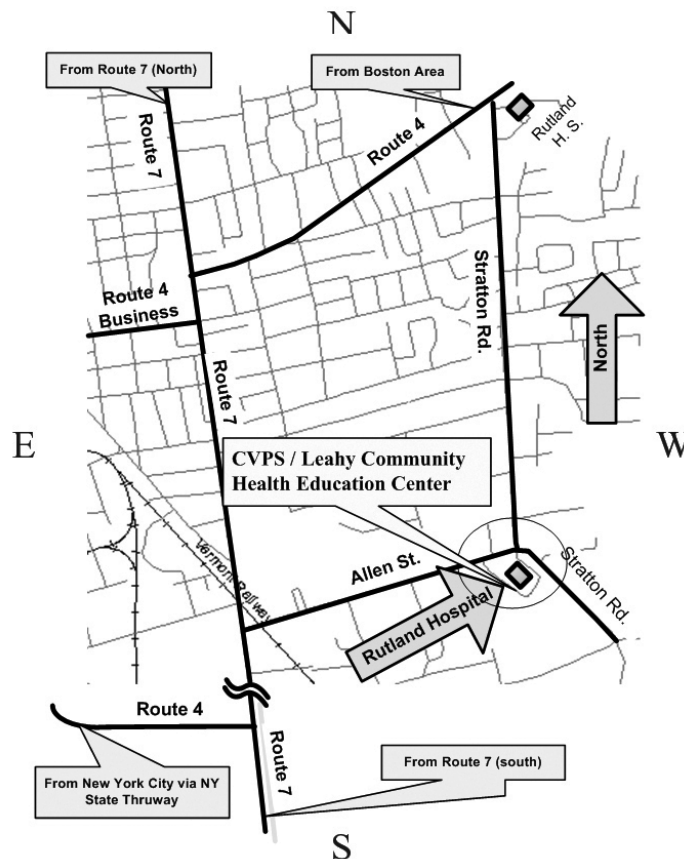 N
From Route 7 (North)
From Boston Area
Rutland
H. S.
Route 7
Route 4
Route 4
Business
Stratton Rd.
North
Route 7
E
W
CVPS / Leahy Community
Health Education Center
Vermont Railway
Allen St.
Stratton Rd.
Rutland Hospital
Route 4
Route 7
From New York City via NY
State Thruway
From Route 7 (south)
S